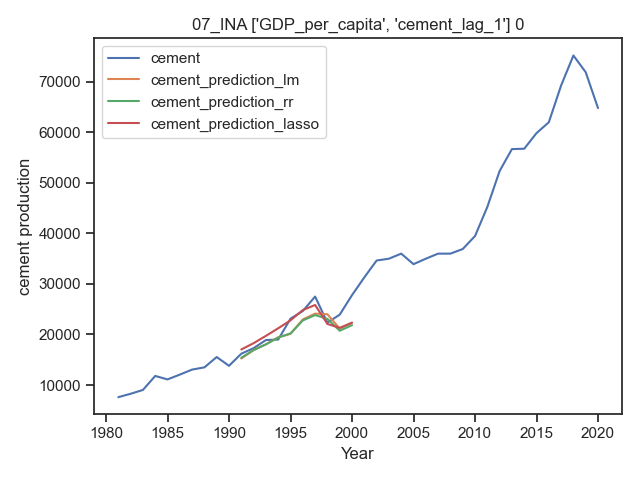 07_INA ['GDP_per_capita', 'cement_lag_1'] 0
cement
cement_prediction_lm
cement_prediction_rr
cement_prediction_lasso
cement production
70000
60000
50000
40000
30000
20000
10000
1980 1985 1990 1995 2000 2005 2010 2015 2020
Year